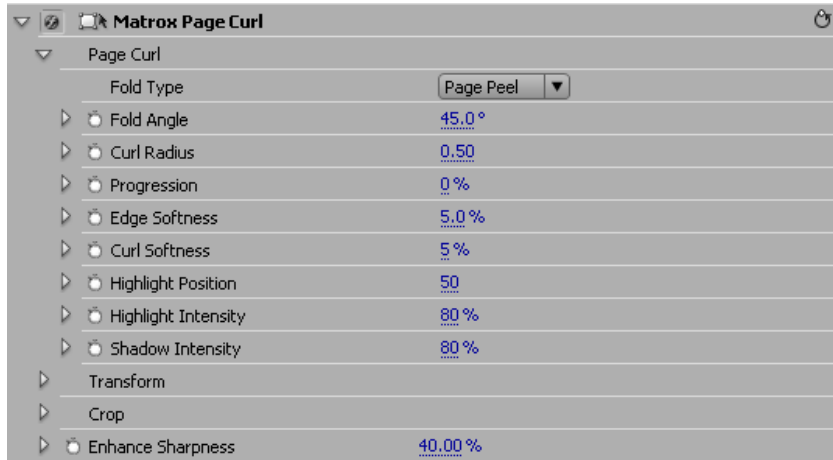 Matrox Page Curl
Page Curl
Fold Type Page Peel
Fold Angle 45.0 °
Curl Radius 0.50
Progression 0 %
Edge Softness 5.0 %
Curl Softness 5 %
Highlight Position 50
Highlight Intensity 80 %
Shadow Intensity 80 %
Transform
Crop
Enhance Sharpness 40.00 %